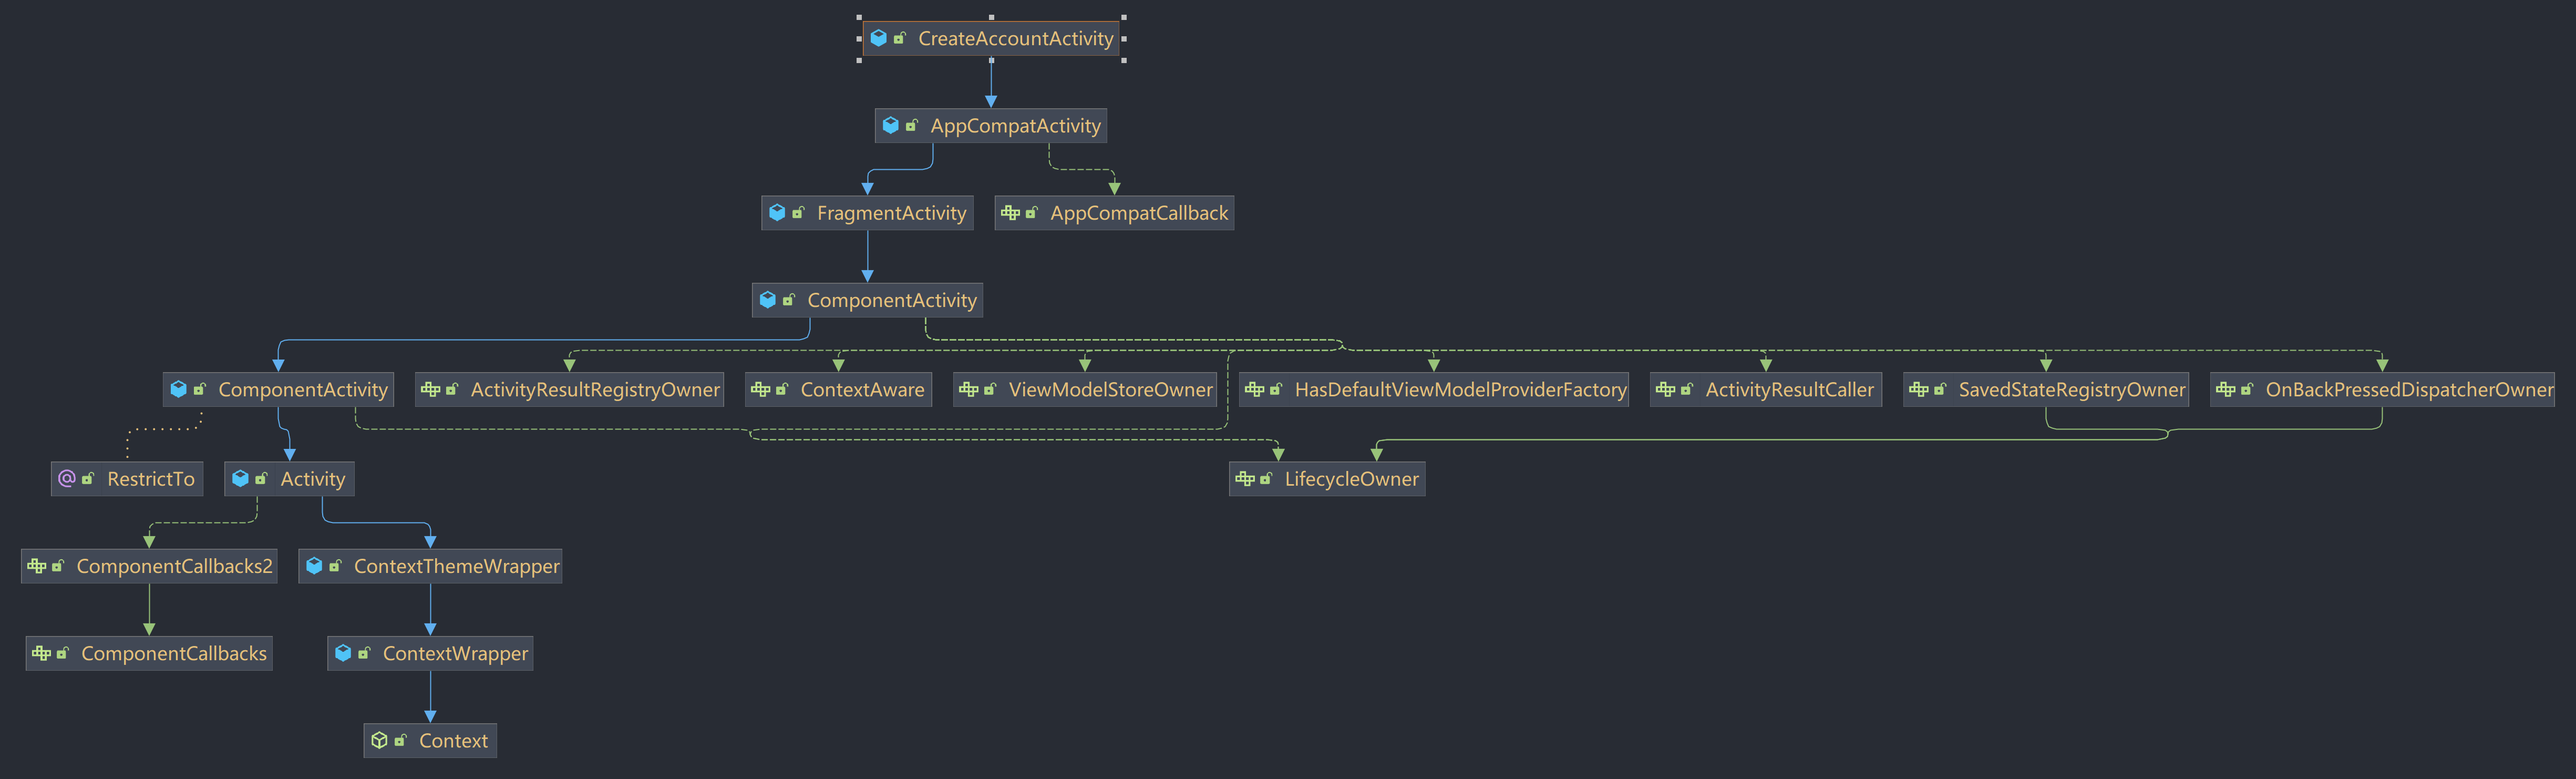 CreateAccountActivity
AppCompatActivity
FragmentActivity
AppCompatCallback
ComponentActivity
ComponentActivity
ActivityResultRegistryOwner
ContextAware
ViewModelStoreOwner
HasDefaultViewModelProviderFactory
ActivityResultCaller
SavedStateRegistryOwner
OnBackPressedDispatcherOwner
RestrictTo
Activity
LifecycleOwner
ComponentCallbacks2
ContextThemeWrapper
ComponentCallbacks
ContextWrapper
Context